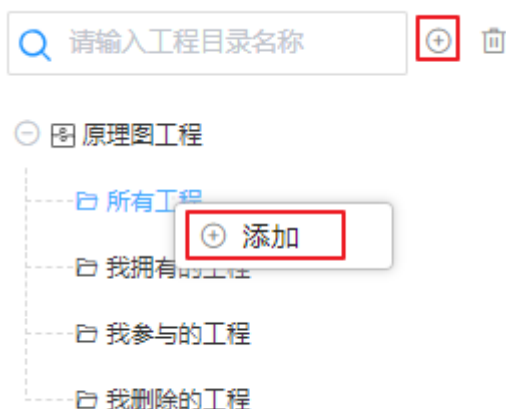 请输入工程目录名称
原理图工程
所有工程
添加
我拥有的工程
我参与的工程
我删除的工程